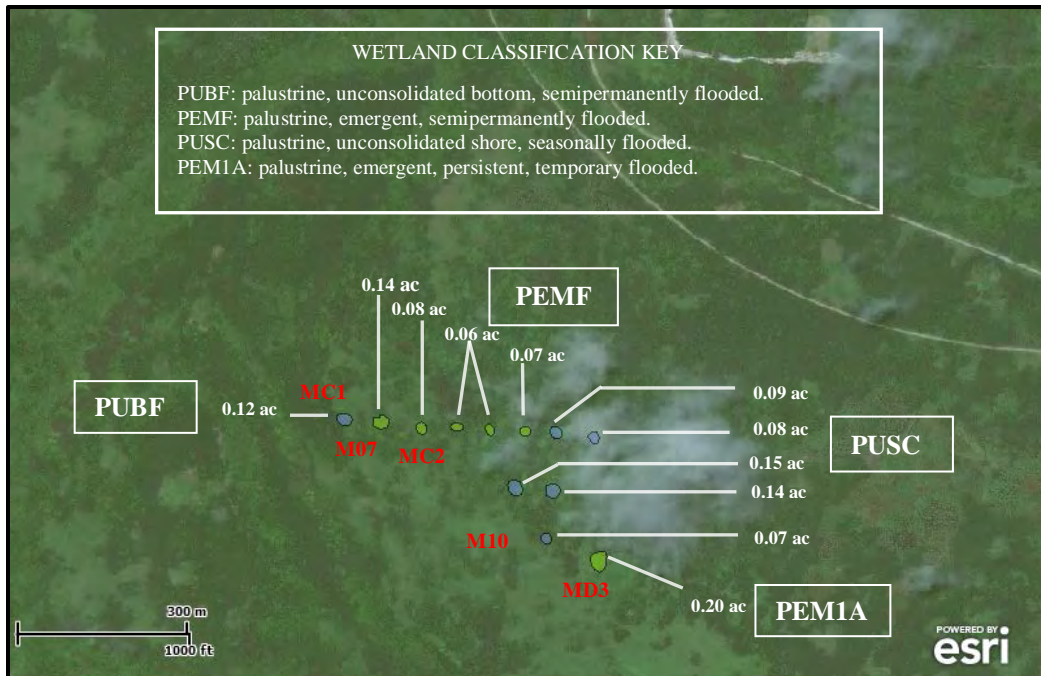 WETLAND CLASSIFICATION KEY
PUBF: palustrine, unconsolidated bottom, semipermanently flooded.
PEMF: palustrine, emergent, semipermanently flooded.
PUSC: palustrine, unconsolidated shore, seasonally flooded.
PEM1A: palustrine, emergent, persistent, temporary flooded.
0.14 ac
PEMF
0.08 ac
0.06 ac
0.07 ac
PUBF
MC1
0.12 ac
0.09 ac
M07
MC2
0.08 ac
PUSC
0.15 ac
0.14 ac
M10
0.07 ac
MD3
0.20 ac
PEM1A
300 m
1000 ft
POWERED BY
esri